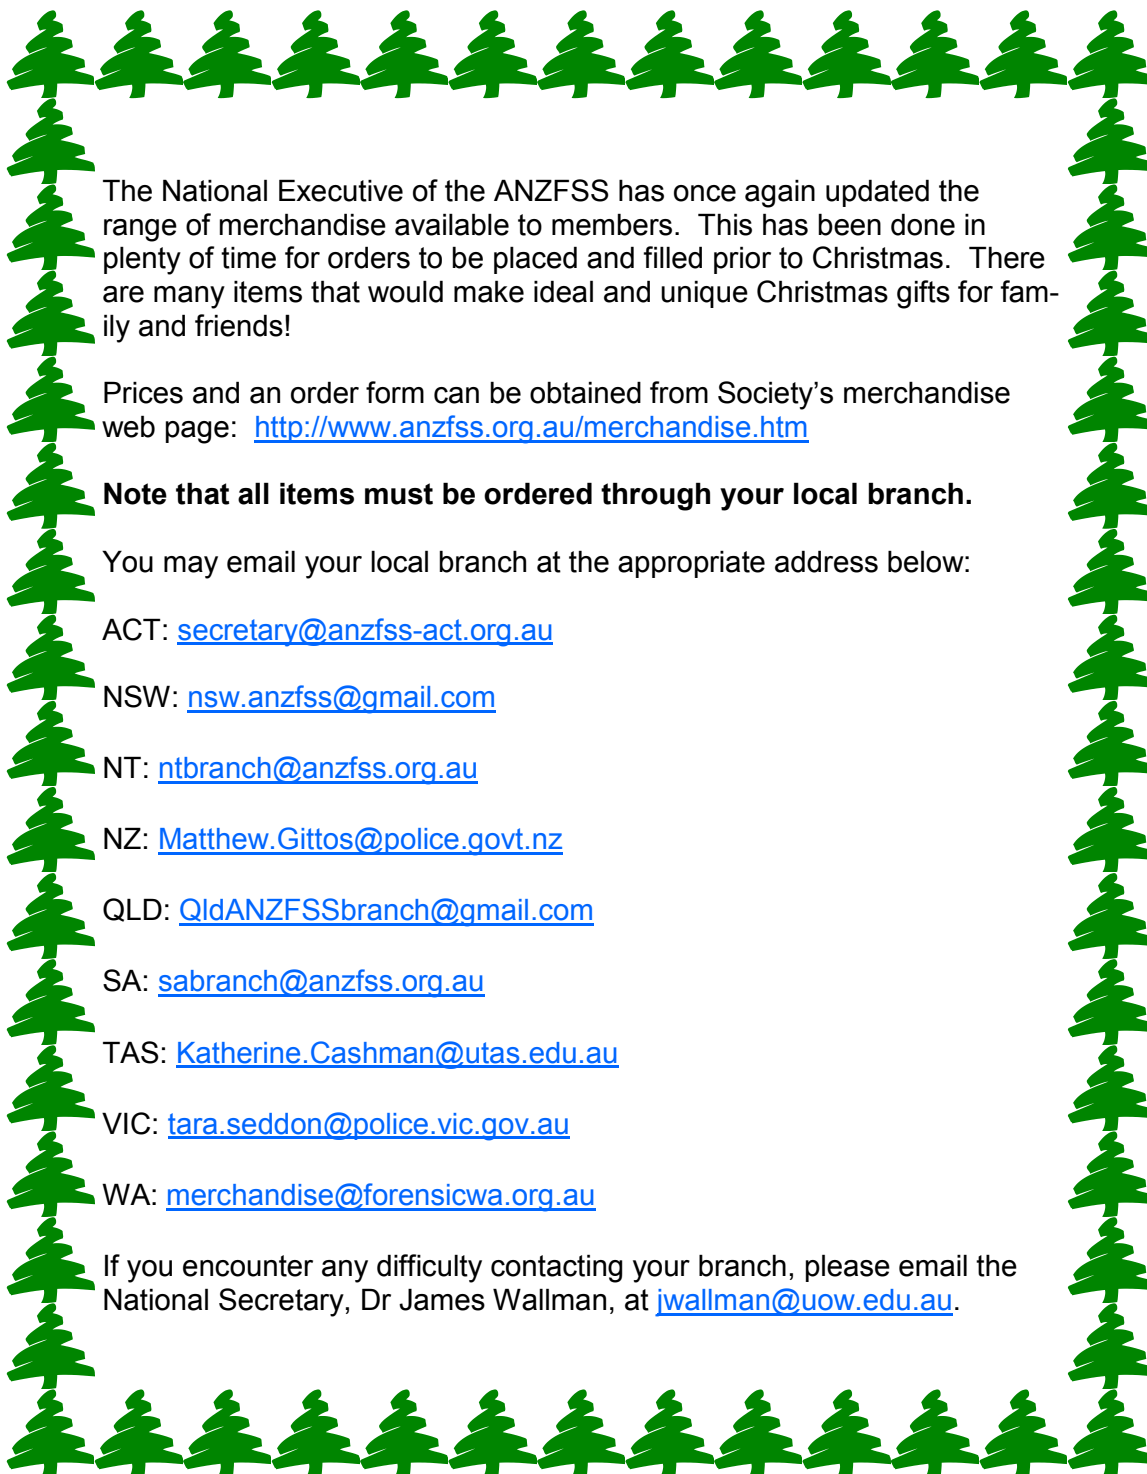 The National Executive of the ANZFSS has once again updated the
range of merchandise available to members.  This has been done in
plenty of time for orders to be placed and filled prior to Christmas.  There
are many items that would make ideal and unique Christmas gifts for fam-
ily and friends!
Prices and an order form can be obtained from Society’s merchandise
web page:  http://www.anzfss.org.au/merchandise.htm
Note that all items must be ordered through your local branch.
You may email your local branch at the appropriate address below:
ACT: secretary@anzfss-act.org.au
NSW: nsw.anzfss@gmail.com
NT: ntbranch@anzfss.org.au
NZ: Matthew.Gittos@police.govt.nz
QLD: QldANZFSSbranch@gmail.com
SA: sabranch@anzfss.org.au
TAS: Katherine.Cashman@utas.edu.au
VIC: tara.seddon@police.vic.gov.au
WA: merchandise@forensicwa.org.au
If you encounter any difficulty contacting your branch, please email the
National Secretary, Dr James Wallman, at jwallman@uow.edu.au.